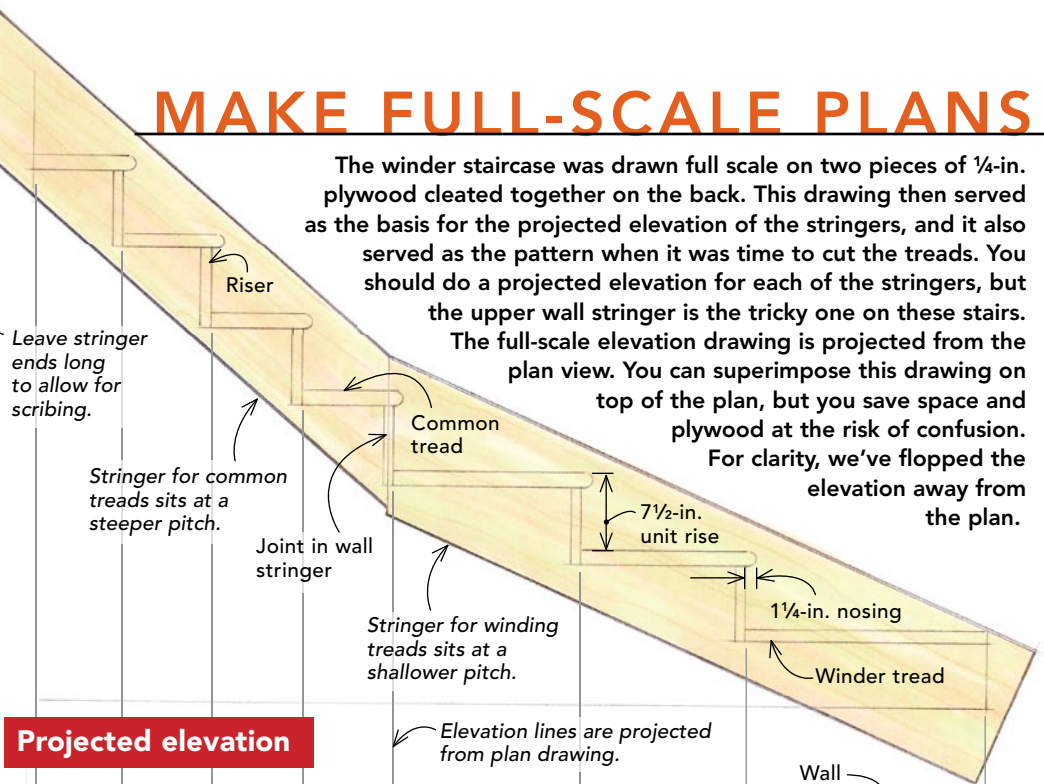 MAKE FULL-SCALE PLANS
The winder staircase was drawn full scale on two pieces of ¼-in.
plywood cleated together on the back. This drawing then served
as the basis for the projected elevation of the stringers, and it also
served as the pattern when it was time to cut the treads. You
should do a projected elevation for each of the stringers, but
the upper wall stringer is the tricky one on these stairs.
The full-scale elevation drawing is projected from the
plan view. You can superimpose this drawing on
top of the plan, but you save space and
plywood at the risk of confusion.
For clarity, we’ve flopped the
elevation away from
the plan.
Riser
Leave stringer
ends long
to allow for
scribing.
Common
tread
Stringer for common
treads sits at a
steeper pitch.
Joint in wall
stringer
7½-in.
unit rise
1¼-in. nosing
Stringer for winding
treads sits at a
shallower pitch.
Winder tread
Projected elevation
Elevation lines are projected
from plan drawing.
Wall